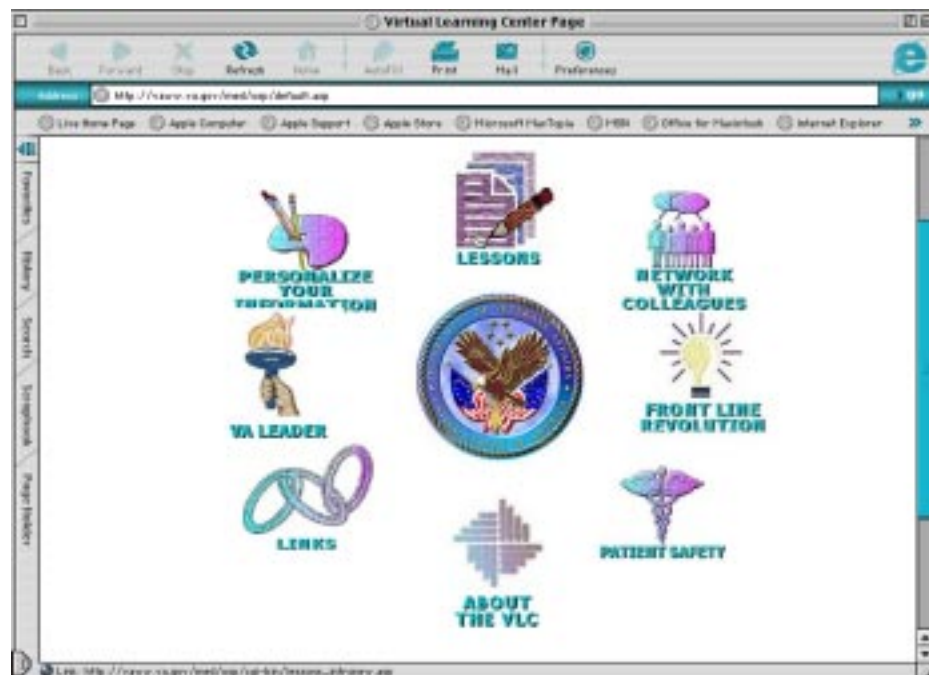 Virtual Learning Center Page
Back Forward Stop Refresh Home AutoFill Print Mail Preferences
Address
Live Home Page Apple Computer Apple Support Apple Store Microsoft MacTopia MSN Office for Macintosh Internet Explorer
Favorites
History
Search
Scrapbook
Page Holder
LESSONS
PERSONALIZE
YOUR
INFORMATION
NETWORK
WITH
COLLEAGUES
VA LEADER
FRONT LINE
REVOLUTION
LINKS
PATIENT SAFETY
ABOUT
THE VLC